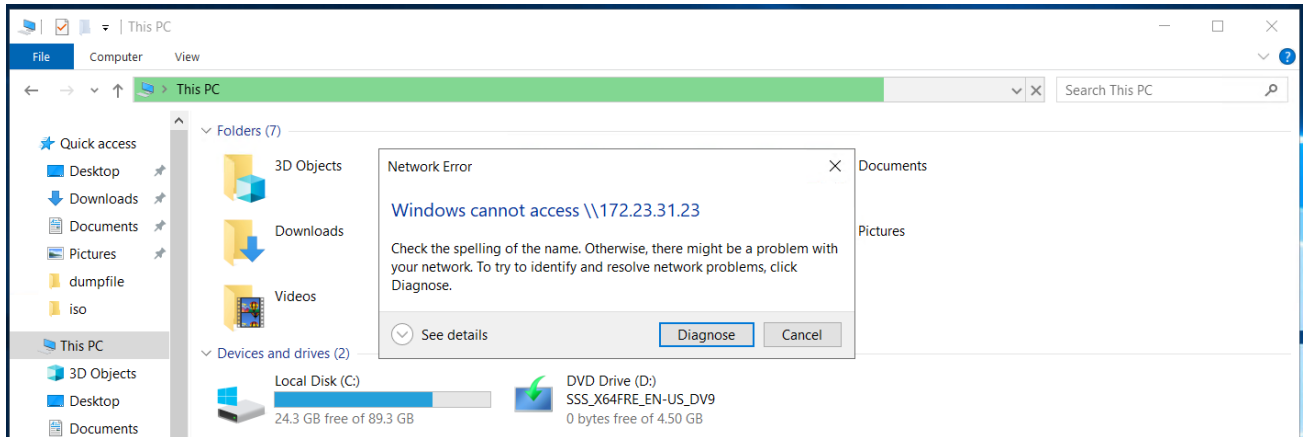 This PC
File Computer View
This PC
Search This PC
Quick access
Desktop
Downloads
Documents
Pictures
dumpfile
iso
This PC
3D Objects
Desktop
Documents
Folders (7)
3D Objects
Documents
Downloads
Pictures
Videos
Devices and drives (2)
Local Disk (C:)
24.3 GB free of 89.3 GB
DVD Drive (D:)
SSS_X64FRE_EN-US_DV9
0 bytes free of 4.50 GB
Network Error
Windows cannot access \\172.23.31.23
Check the spelling of the name. Otherwise, there might be a problem with
your network. To try to identify and resolve network problems, click
Diagnose.
See details
Diagnose Cancel